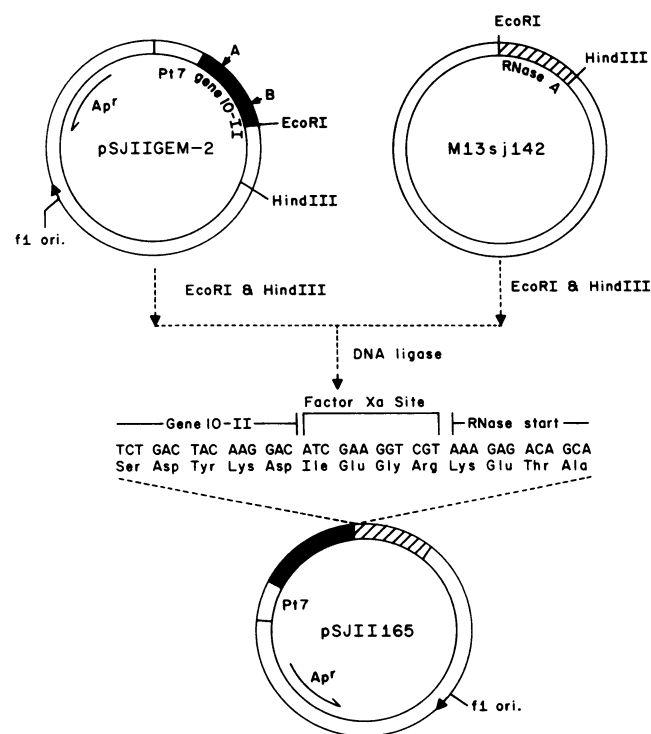 A
Pt7
gene 10-II
B
Apr
EcoRI
pSJIIGEM-2
HindIII
f1 ori.
EcoRI
HindIII
RNase A
M13sj142
EcoRI & HindIII
EcoRI & HindIII
DNA ligase
Factor Xa Site
Gene 10-II
RNase start
TCT GAC TAC AAG GAC ATC GAA GGT CGT AAA GAG ACA GCA
Ser Asp Tyr Lys Asp Ile Glu Gly Arg Lys Glu Thr Ala
Pt7
pSJII165
Apr
f1 ori.